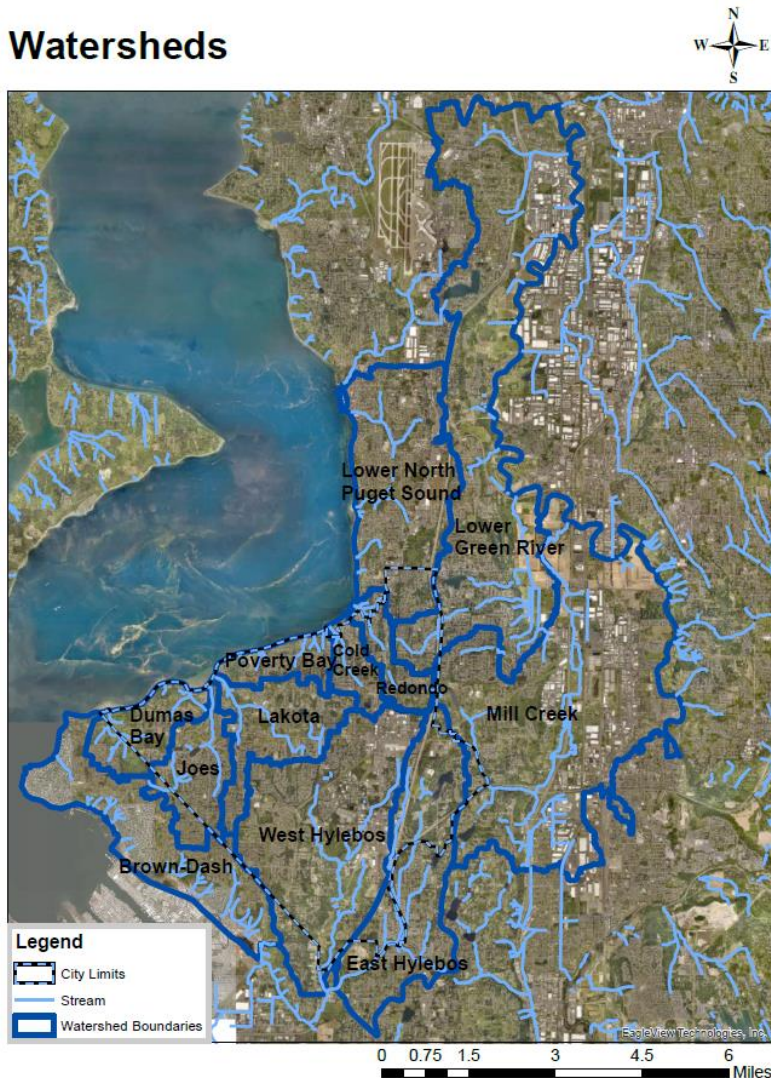 Watersheds
N
W E
S
Lower North
Puget Sound
Lower
Green River
Poverty Bay
Cold
Creek
Redondo
Dumas
Bay
Lakota
Mill Creek
Joes
West Hylebos
Brown-Dash
East Hylebos
Legend
City Limits
Stream
Watershed Boundaries
EagleView Technologies, Inc.
0 0.75 1.5 3 4.5 6
Miles